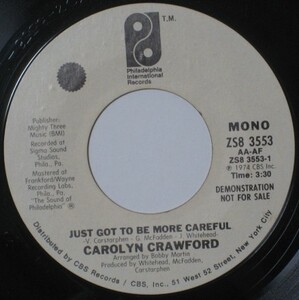 T.M.
Philadelphia
International
Records
Publisher:
Mighty Three
Music (BMI)
Recorded at
Sigma Sound
Studios,
Phila., Pa.
Mastered at
Frankford/Wayne
Recording Labs,
Phila., Pa.
"The Sound of
Philadelphia"
MONO
ZS8 3553
AA-AF
ZS8 3553-1
℗ 1974 CBS Inc.
Time: 3:30
DEMONSTRATION
NOT FOR SALE
JUST GOT TO BE MORE CAREFUL
V. Carstarphen - G. McFadden - J. Whitehead
CAROLYN CRAWFORD
Arranged by Bobby Martin
Produced by Whitehead, McFadden,
Carstarphen
Distributed by CBS Records / CBS, Inc. 51 West 52 Street, New York City